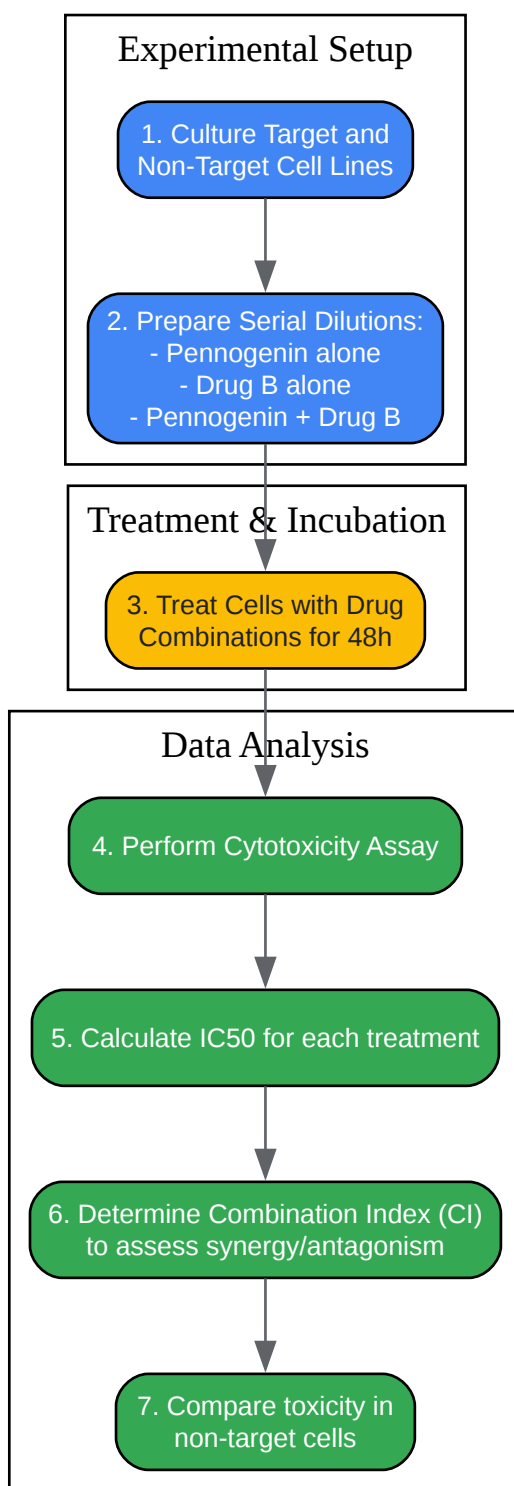 Experimental Setup
1. Culture Target and
Non-Target Cell Lines
2. Prepare Serial Dilutions:
- Pennogenin alone
- Drug B alone
- Pennogenin + Drug B
Treatment & Incubation
3. Treat Cells with Drug
Combinations for 48h
Data Analysis
4. Perform Cytotoxicity Assay
5. Calculate IC50 for each treatment
6. Determine Combination Index (CI)
to assess synergy/antagonism
7. Compare toxicity in
non-target cells